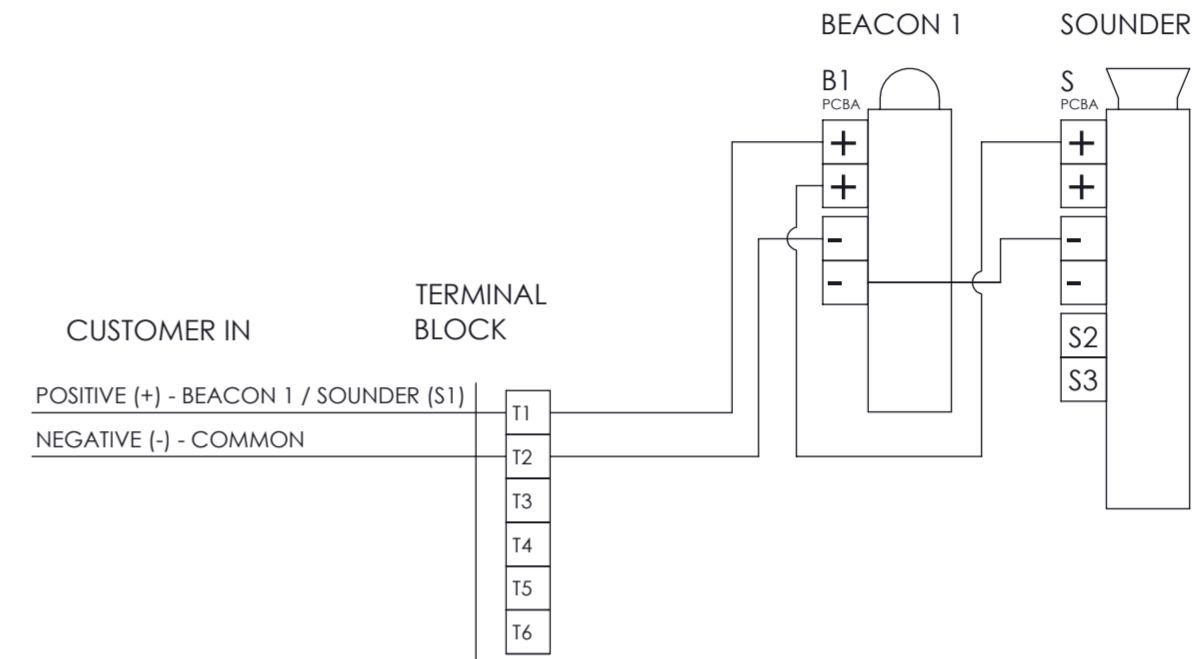 BEACON 1
SOUNDER
B1
PCBA
+
+
-
-
S
PCBA
+
+
-
-
S2
S3
TERMINAL
BLOCK
CUSTOMER IN
POSITIVE (+) - BEACON 1 / SOUNDER (S1)
NEGATIVE (-) - COMMON
T1
T2
T3
T4
T5
T6